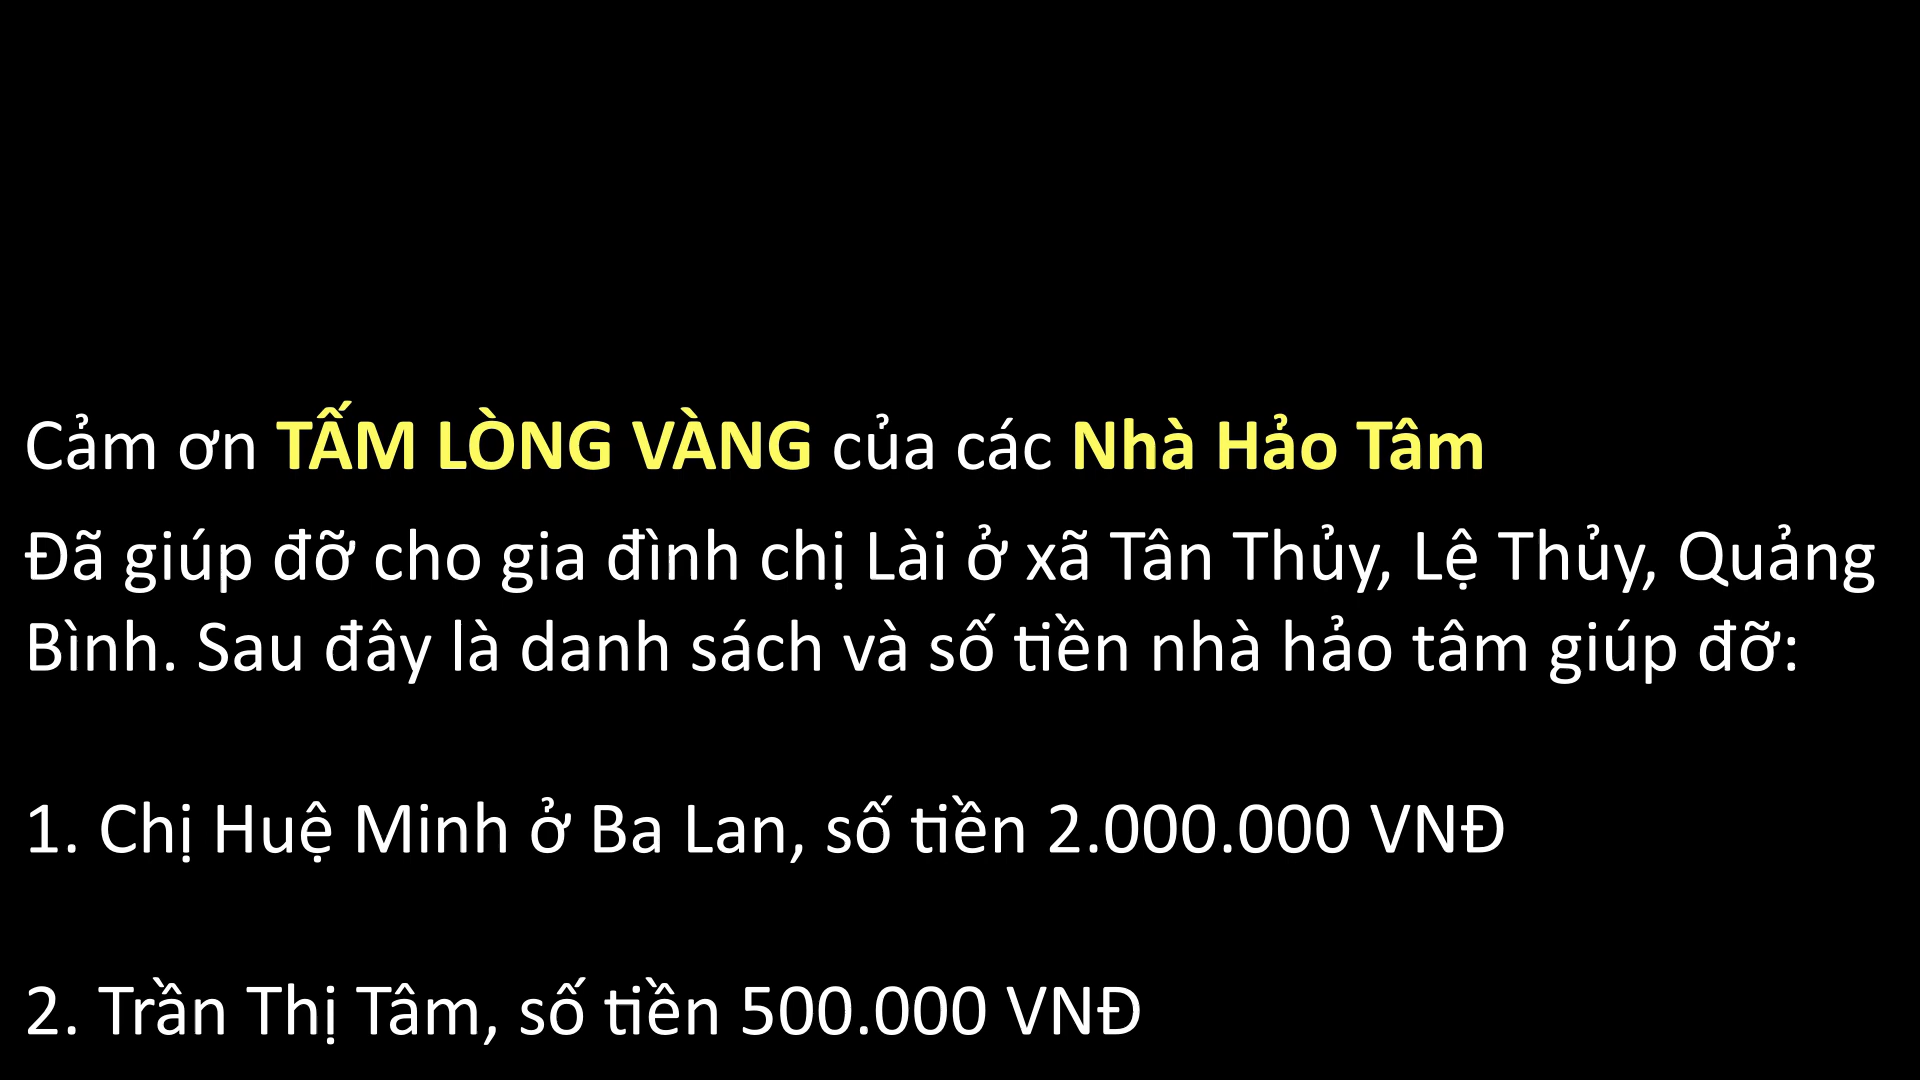 Cảm ơn TẤM LÒNG VÀNG của các Nhà Hảo Tâm
Đã giúp đỡ cho gia đình chị Lài ở xã Tân Thủy, Lệ Thủy, Quảng
Bình. Sau đây là danh sách và số tiền nhà hảo tâm giúp đỡ:
1. Chị Huệ Minh ở Ba Lan, số tiền 2.000.000 VNĐ
2. Trần Thị Tâm, số tiền 500.000 VNĐ